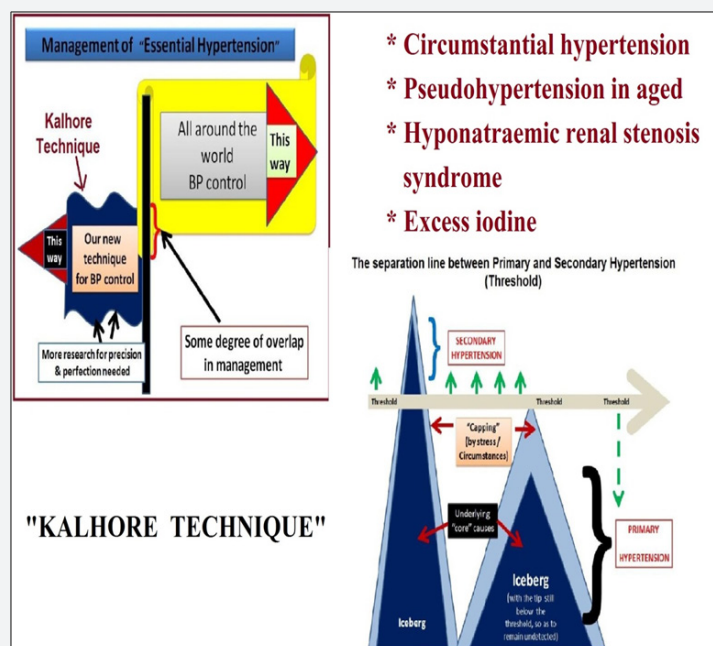 Management of "Essential Hypertension"
Kalhore
Technique
All around the
world
BP control
This
way
This
way
Our new
technique
for BP control
More research for precision
& perfection needed
Some degree of overlap
in management
"KALHORE TECHNIQUE"
* Circumstantial hypertension
* Pseudohypertension in aged
* Hyponatraemic renal stenosis
syndrome
* Excess iodine
The separation line between Primary and Secondary Hypertension
(Threshold)
SECONDARY
HYPERTENSION
Threshold
Threshold
Threshold
"Capping"
(by stress /
Circumstances)
Underlying
"core" causes
PRIMARY
HYPERTENSION
Iceberg
Iceberg
(with the tip still
below the
threshold, so as to
remain undetected)